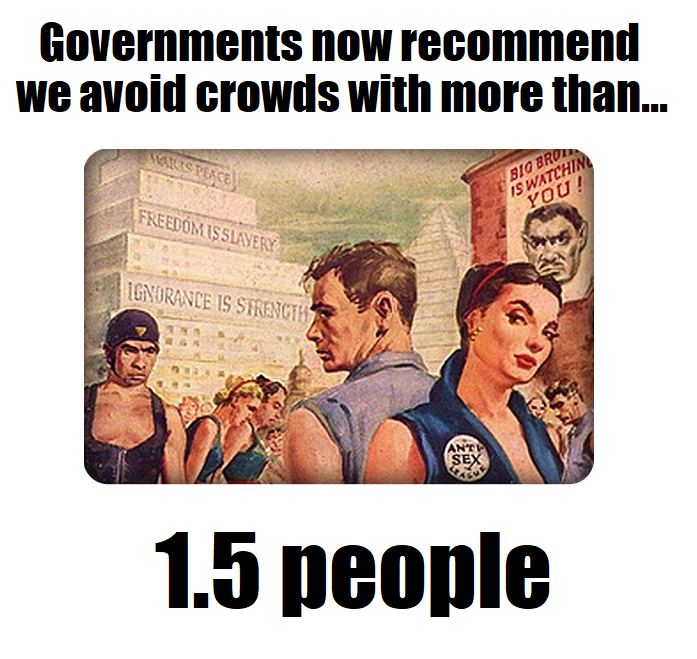 Governments now recommend
we avoid crowds with more than...
WAR IS PEACE
FREEDOM IS SLAVERY
IGNORANCE IS STRENGTH
BIG
IS WATCHING
YOU!
ANTI
SEX
LEAGUE
1.5 people